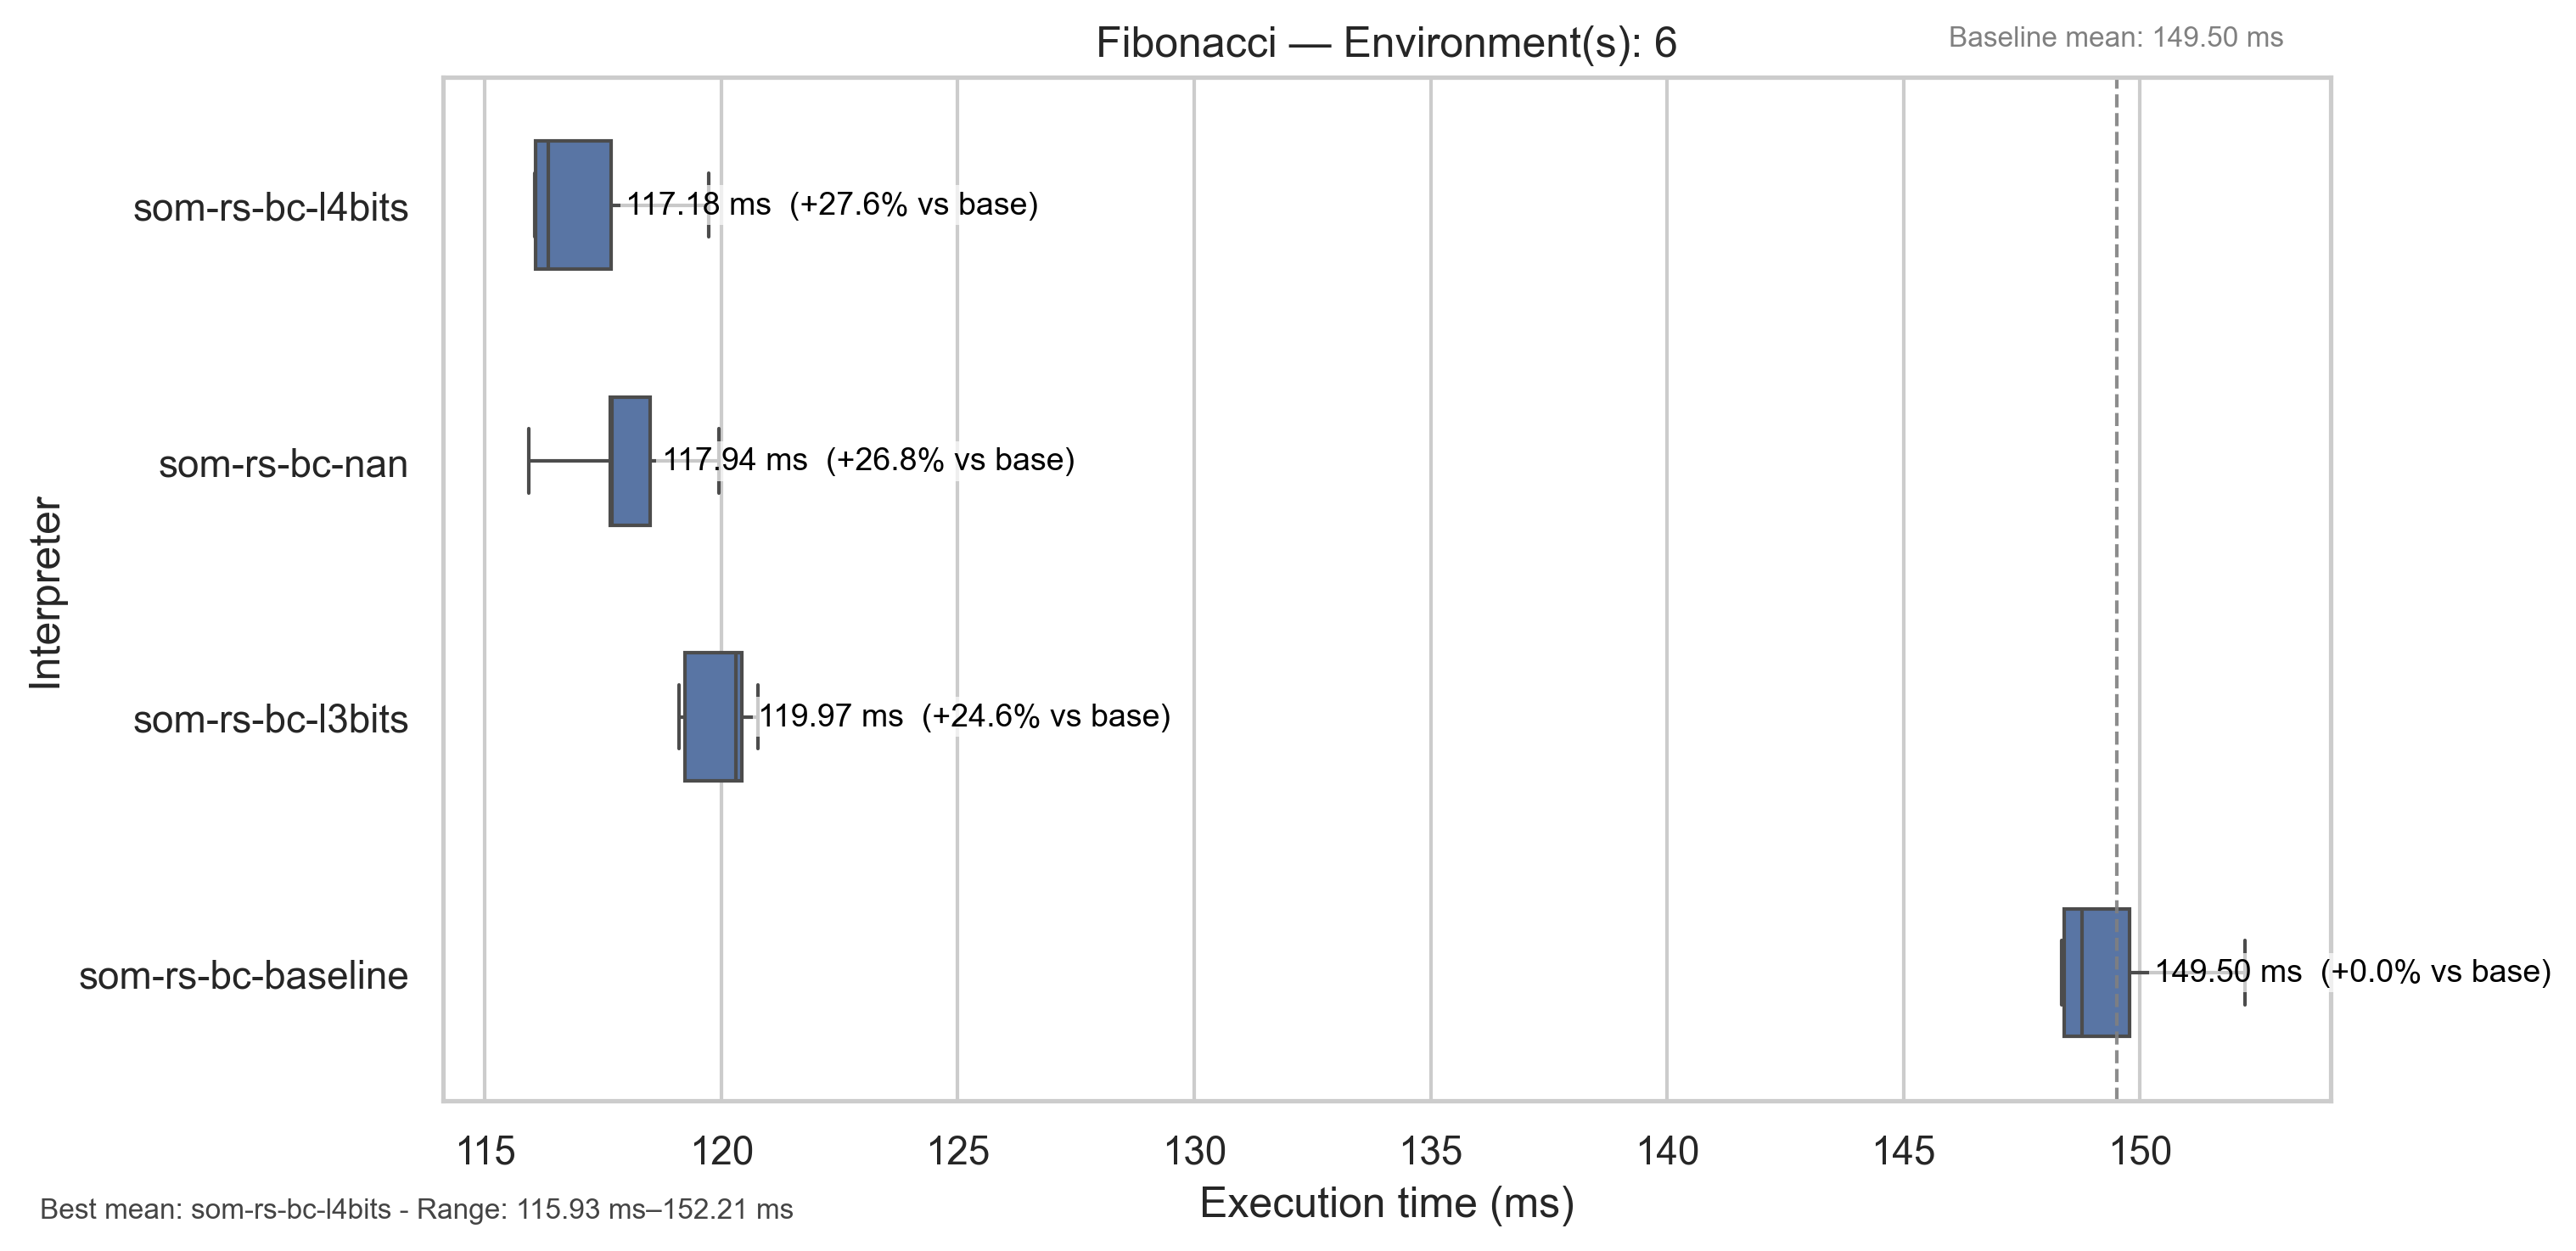 Fibonacci — Environment(s): 6
Baseline mean: 149.50 ms
Interpreter
som-rs-bc-l4bits
117.18 ms (+27.6% vs base)
som-rs-bc-nan
117.94 ms (+26.8% vs base)
som-rs-bc-l3bits
119.97 ms (+24.6% vs base)
som-rs-bc-baseline
149.50 ms (+0.0% vs base)
115 120 125 130 135 140 145 150
Execution time (ms)
Best mean: som-rs-bc-l4bits - Range: 115.93 ms–152.21 ms